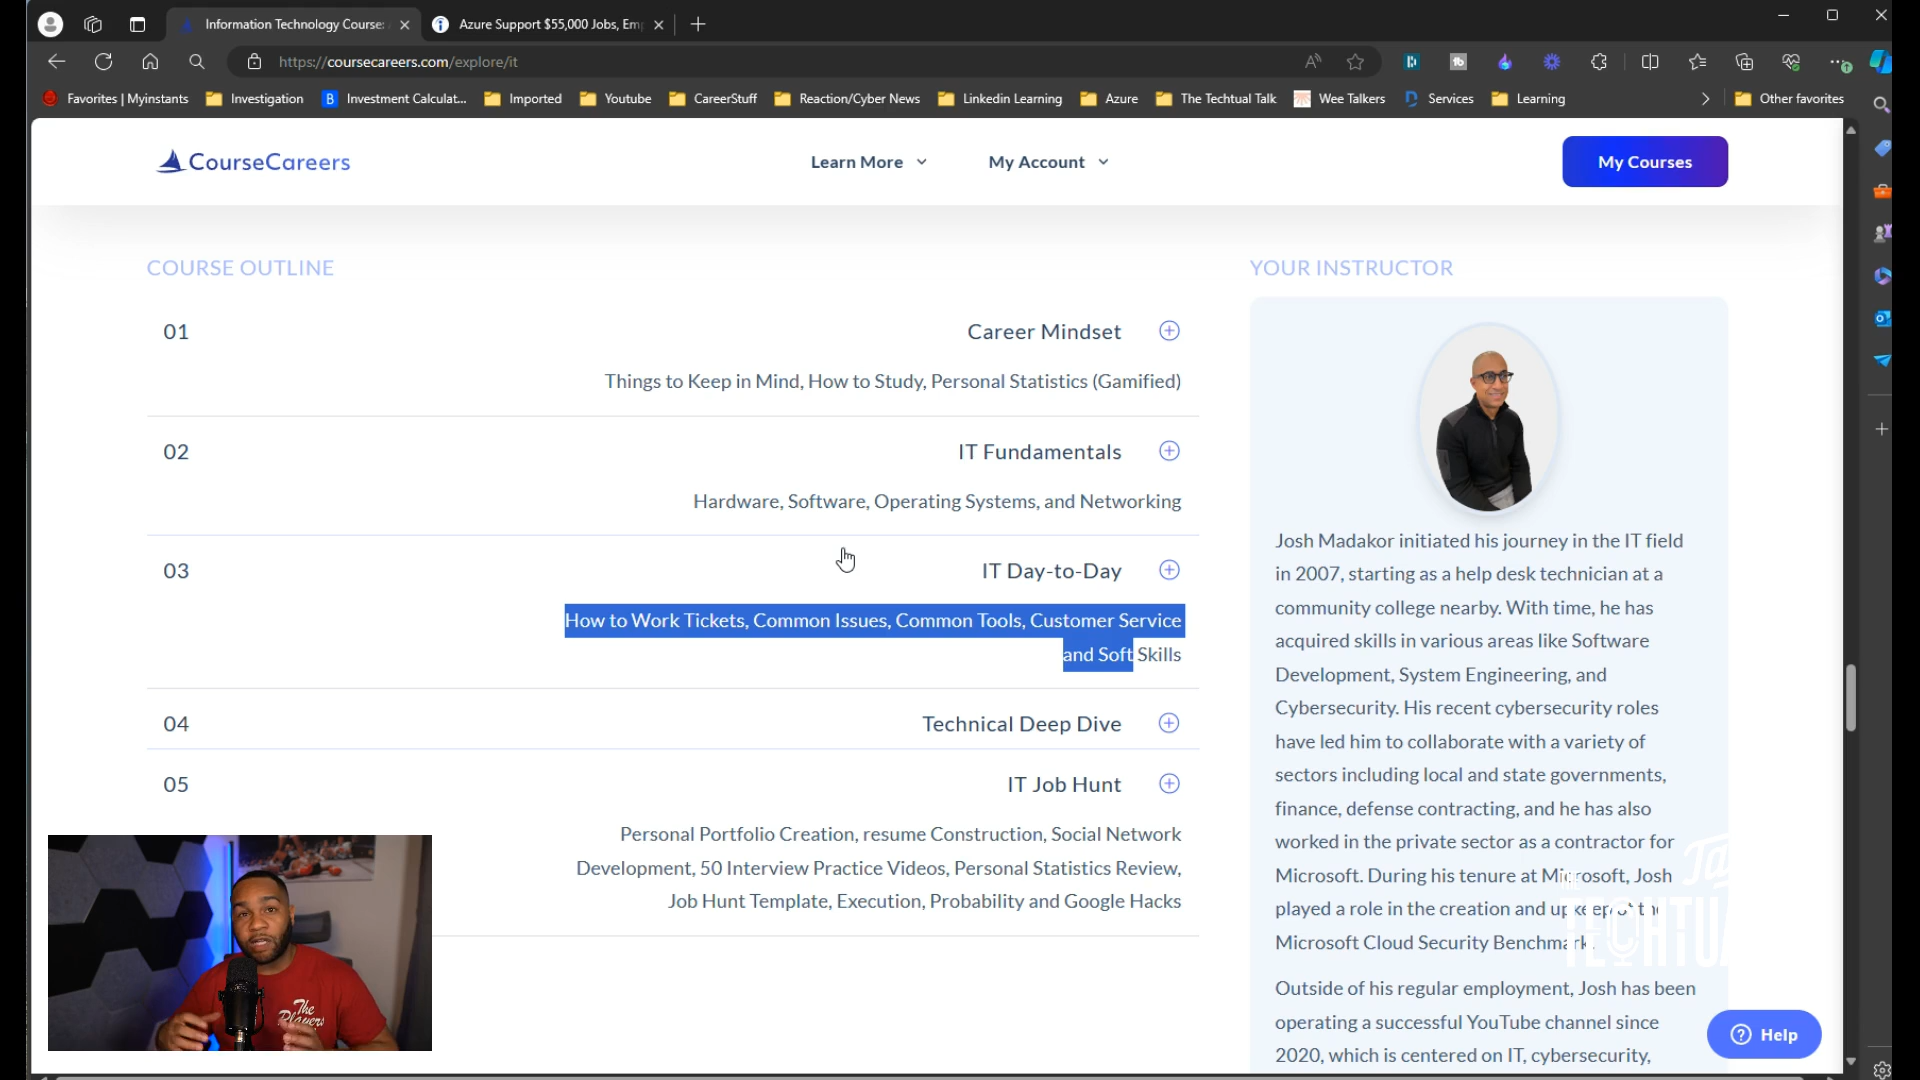 Information Technology Course:
Azure Support $55,000 Jobs, Em
https://coursecareers.com/explore/it
Favorites | Myinstants
Investigation
Investment Calculat...
Imported
Youtube
CareerStuff
Reaction/Cyber News
Linkedin Learning
Azure
The Techtual Talk
Wee Talkers
Services
Learning
Other favorites
CourseCareers
Learn More
My Account
My Courses
COURSE OUTLINE
01
Career Mindset
Things to Keep in Mind, How to Study, Personal Statistics (Gamified)
02
IT Fundamentals
Hardware, Software, Operating Systems, and Networking
03
IT Day-to-Day
How to Work Tickets, Common Issues, Common Tools, Customer Service
and Soft Skills
04
Technical Deep Dive
05
IT Job Hunt
Personal Portfolio Creation, resume Construction, Social Network
Development, 50 Interview Practice Videos, Personal Statistics Review,
Job Hunt Template, Execution, Probability and Google Hacks
YOUR INSTRUCTOR
Josh Madakor initiated his journey in the IT field
in 2007, starting as a help desk technician at a
community college nearby. With time, he has
acquired skills in various areas like Software
Development, System Engineering, and
Cybersecurity. His recent cybersecurity roles
have led him to collaborate with a variety of
sectors including local and state governments,
finance, defense contracting, and he has also
worked in the private sector as a contractor for
Microsoft. During his tenure at Microsoft, Josh
played a role in the creation and upkeep of the
Microsoft Cloud Security Benchmark.
Outside of his regular employment, Josh has been
operating a successful YouTube channel since
2020, which is centered on IT, cybersecurity,
Help
The
Players
THE
TECHTUA